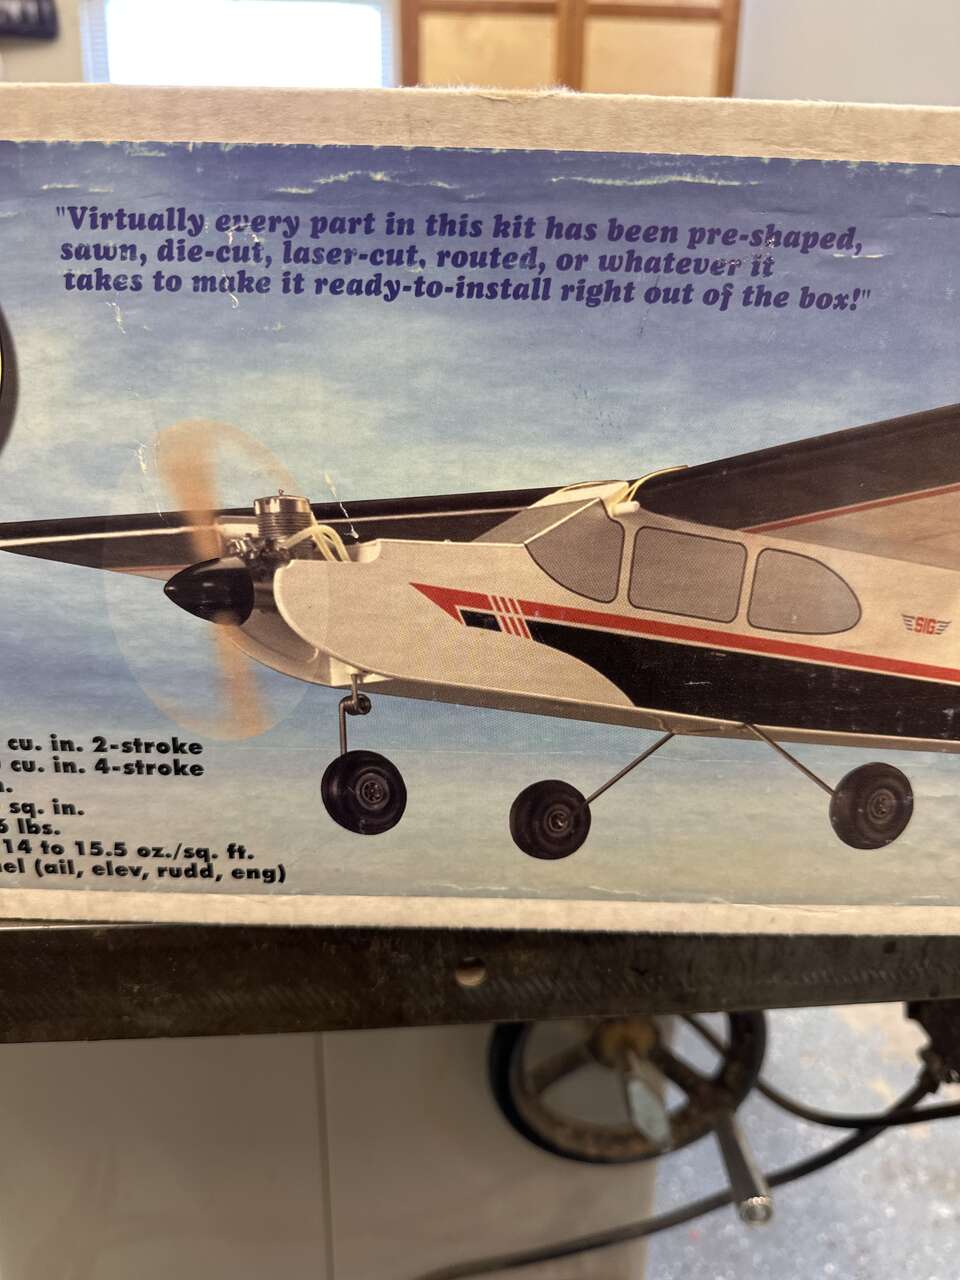 "Virtually every part in this kit has been pre-shaped,
sawn, die-cut, laser-cut, routed, or whatever it
takes to make it ready-to-install right out of the box!"
SIG
cu. in. 2-stroke
cu. in. 4-stroke
sq. in.
lbs.
14 to 15.5 oz./sq. ft.
(ail, elev, rudd, eng)